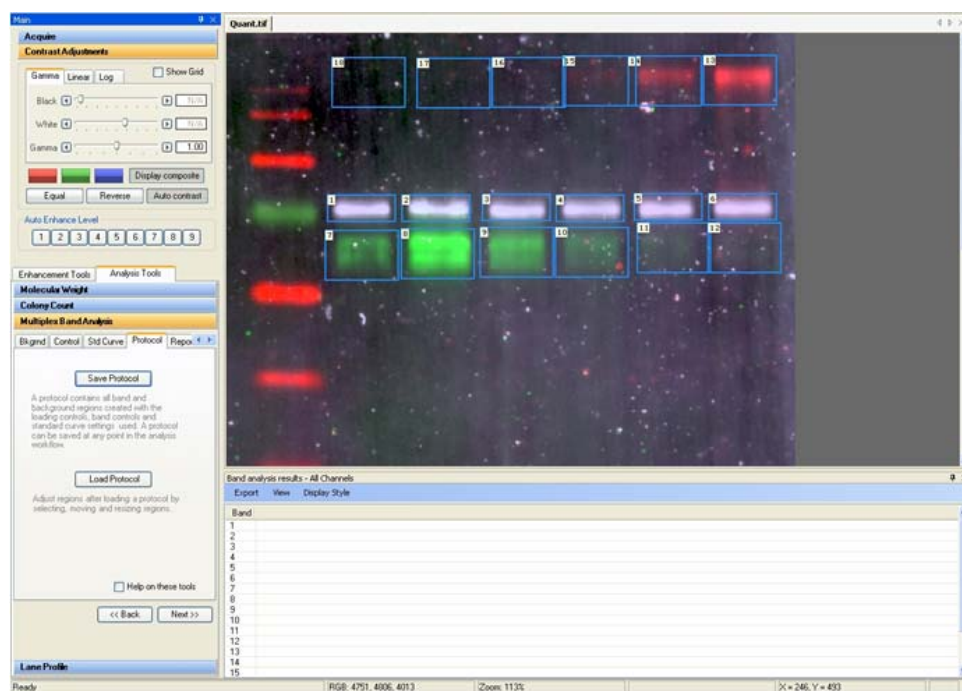 Main
Acquire
Contrast Adjustments
Gamma Linear Log Show Grid
Black N/A
White N/A
Gamma 1.00
Display composite
Equal Reverse Auto contrast
Auto Enhance Level
1 2 3 4 5 6 7 8 9
Enhancement Tools Analysis Tools
Molecular Weight
Colony Count
Multiplex Band Analysis
Bkgrnd Control Std Curve Protocol Repor
Save Protocol
A protocol contains all band and
background regions created with the
loading controls, band controls and
standard curve settings used. A protocol
can be saved at any point in the analysis
workflow.
Load Protocol
Adjust regions after loading a protocol by
selecting, moving and resizing regions.
Help on these tools
<< Back Next >>
Lane Profile
Quant.tif
18 17 16 15 14 13
1 2 3 4 5 6
7 8 9 10 11 12
Band analysis results - All Channels
Export View Display Style
Band
1
2
3
4
5
6
7
8
9
10
11
12
13
14
15
Ready RGB: 4751, 4806, 4013 Zoom: 113% X = 246, Y = 493